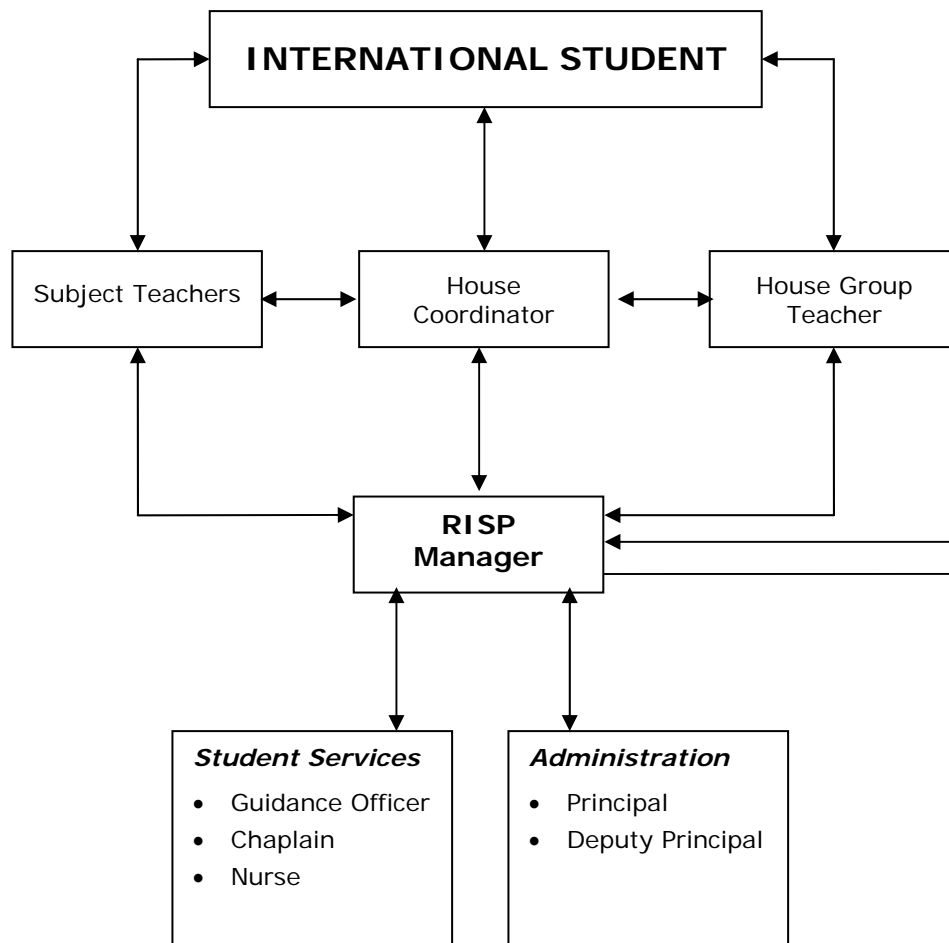 INTERNATIONAL STUDENT
Subject Teachers
House
Coordinator
House Group
Teacher
RISP
Manager
Student Services
• Guidance Officer
• Chaplain
• Nurse
Administration
• Principal
• Deputy Principal